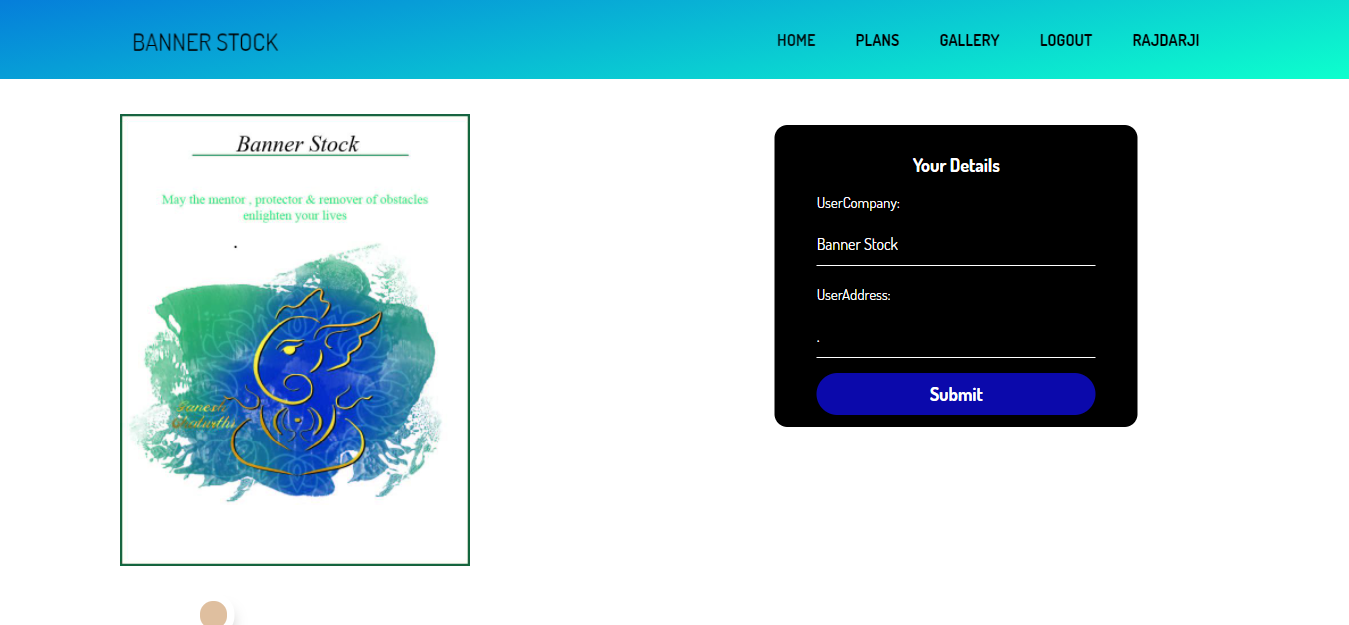 BANNER STOCK
HOME PLANS GALLERY LOGOUT RAJDARJI
Banner Stock
May the mentor , protector & remover of obstacles
enlighten your lives
.
Ganesh
Chaturthi
Your Details
UserCompany:
Banner Stock
UserAddress:
.
Submit